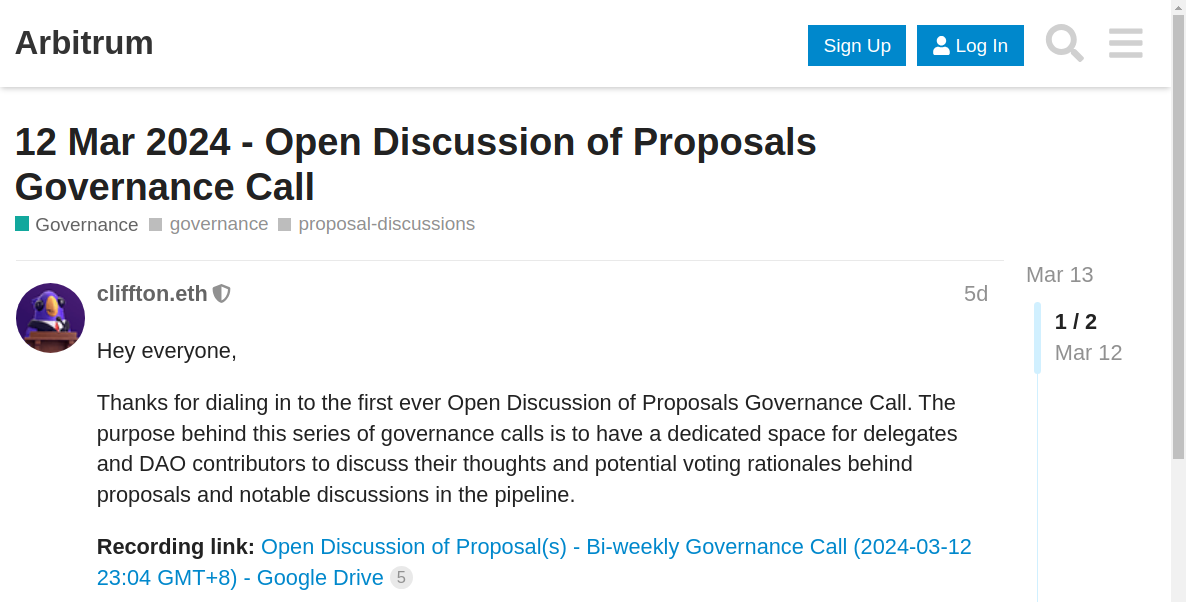 Arbitrum
Sign Up
Log In
12 Mar 2024 - Open Discussion of Proposals
Governance Call
Governance governance proposal-discussions
Mar 13
cliffton.eth 5d
1 / 2
Mar 12
Hey everyone,
Thanks for dialing in to the first ever Open Discussion of Proposals Governance Call. The
purpose behind this series of governance calls is to have a dedicated space for delegates
and DAO contributors to discuss their thoughts and potential voting rationales behind
proposals and notable discussions in the pipeline.
Recording link: Open Discussion of Proposal(s) - Bi-weekly Governance Call (2024-03-12
23:04 GMT+8) - Google Drive 5